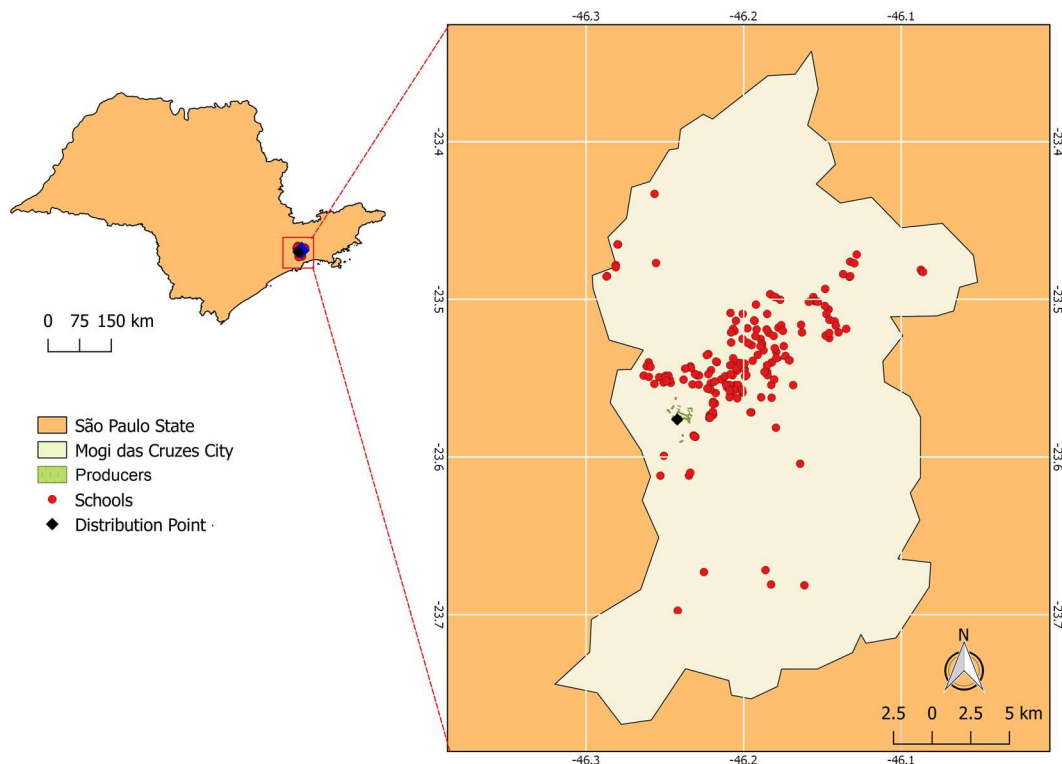 -46.3 -46.2 -46.1
-23.4 -23.4
-23.5 -23.5
-23.6 -23.6
-23.7 -23.7
0 75 150 km
São Paulo State
Mogi das Cruzes City
Producers
Schools
Distribution Point
N
2.5 0 2.5 5 km
-46.3 -46.2 -46.1